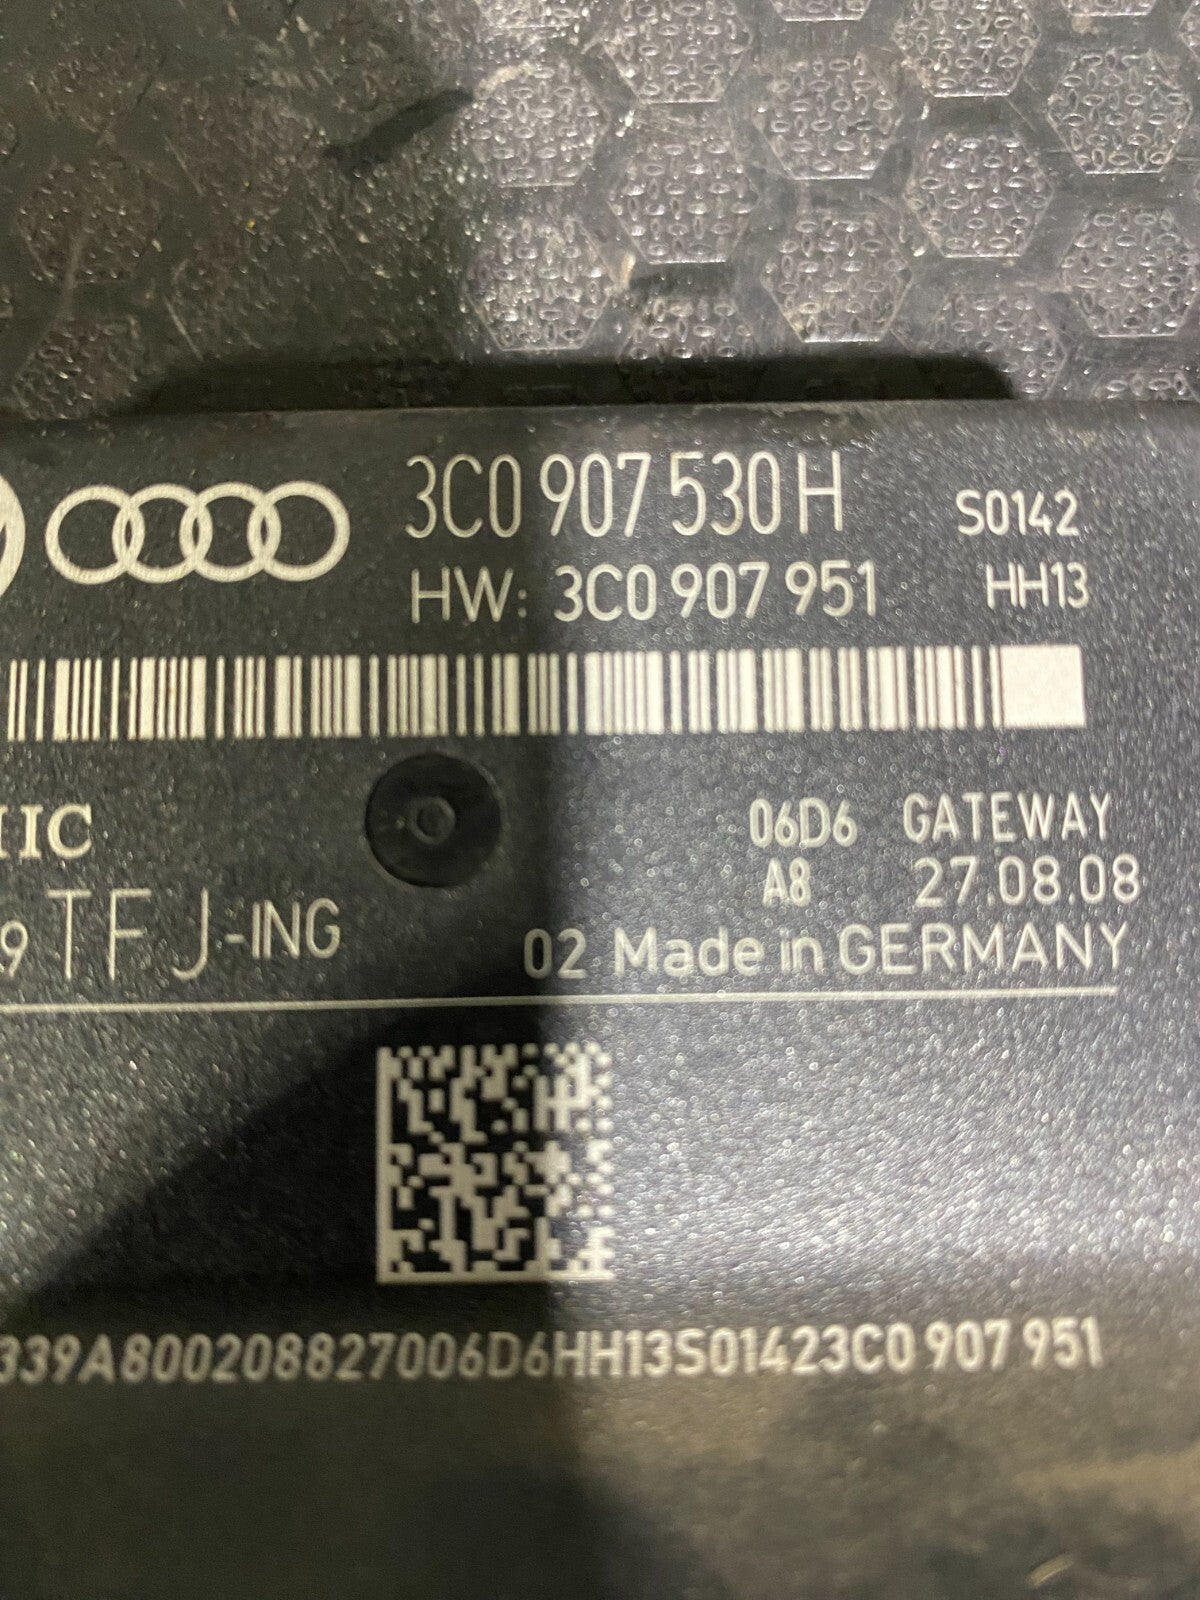 3C0 907 530 H S0142
HW: 3C0 907 951 HH13
06D6 GATEWAY
A8 27.08.08
9 TFJ-ING
02 Made in GERMANY
339A800208827006D6HH13S01423C0 907 951